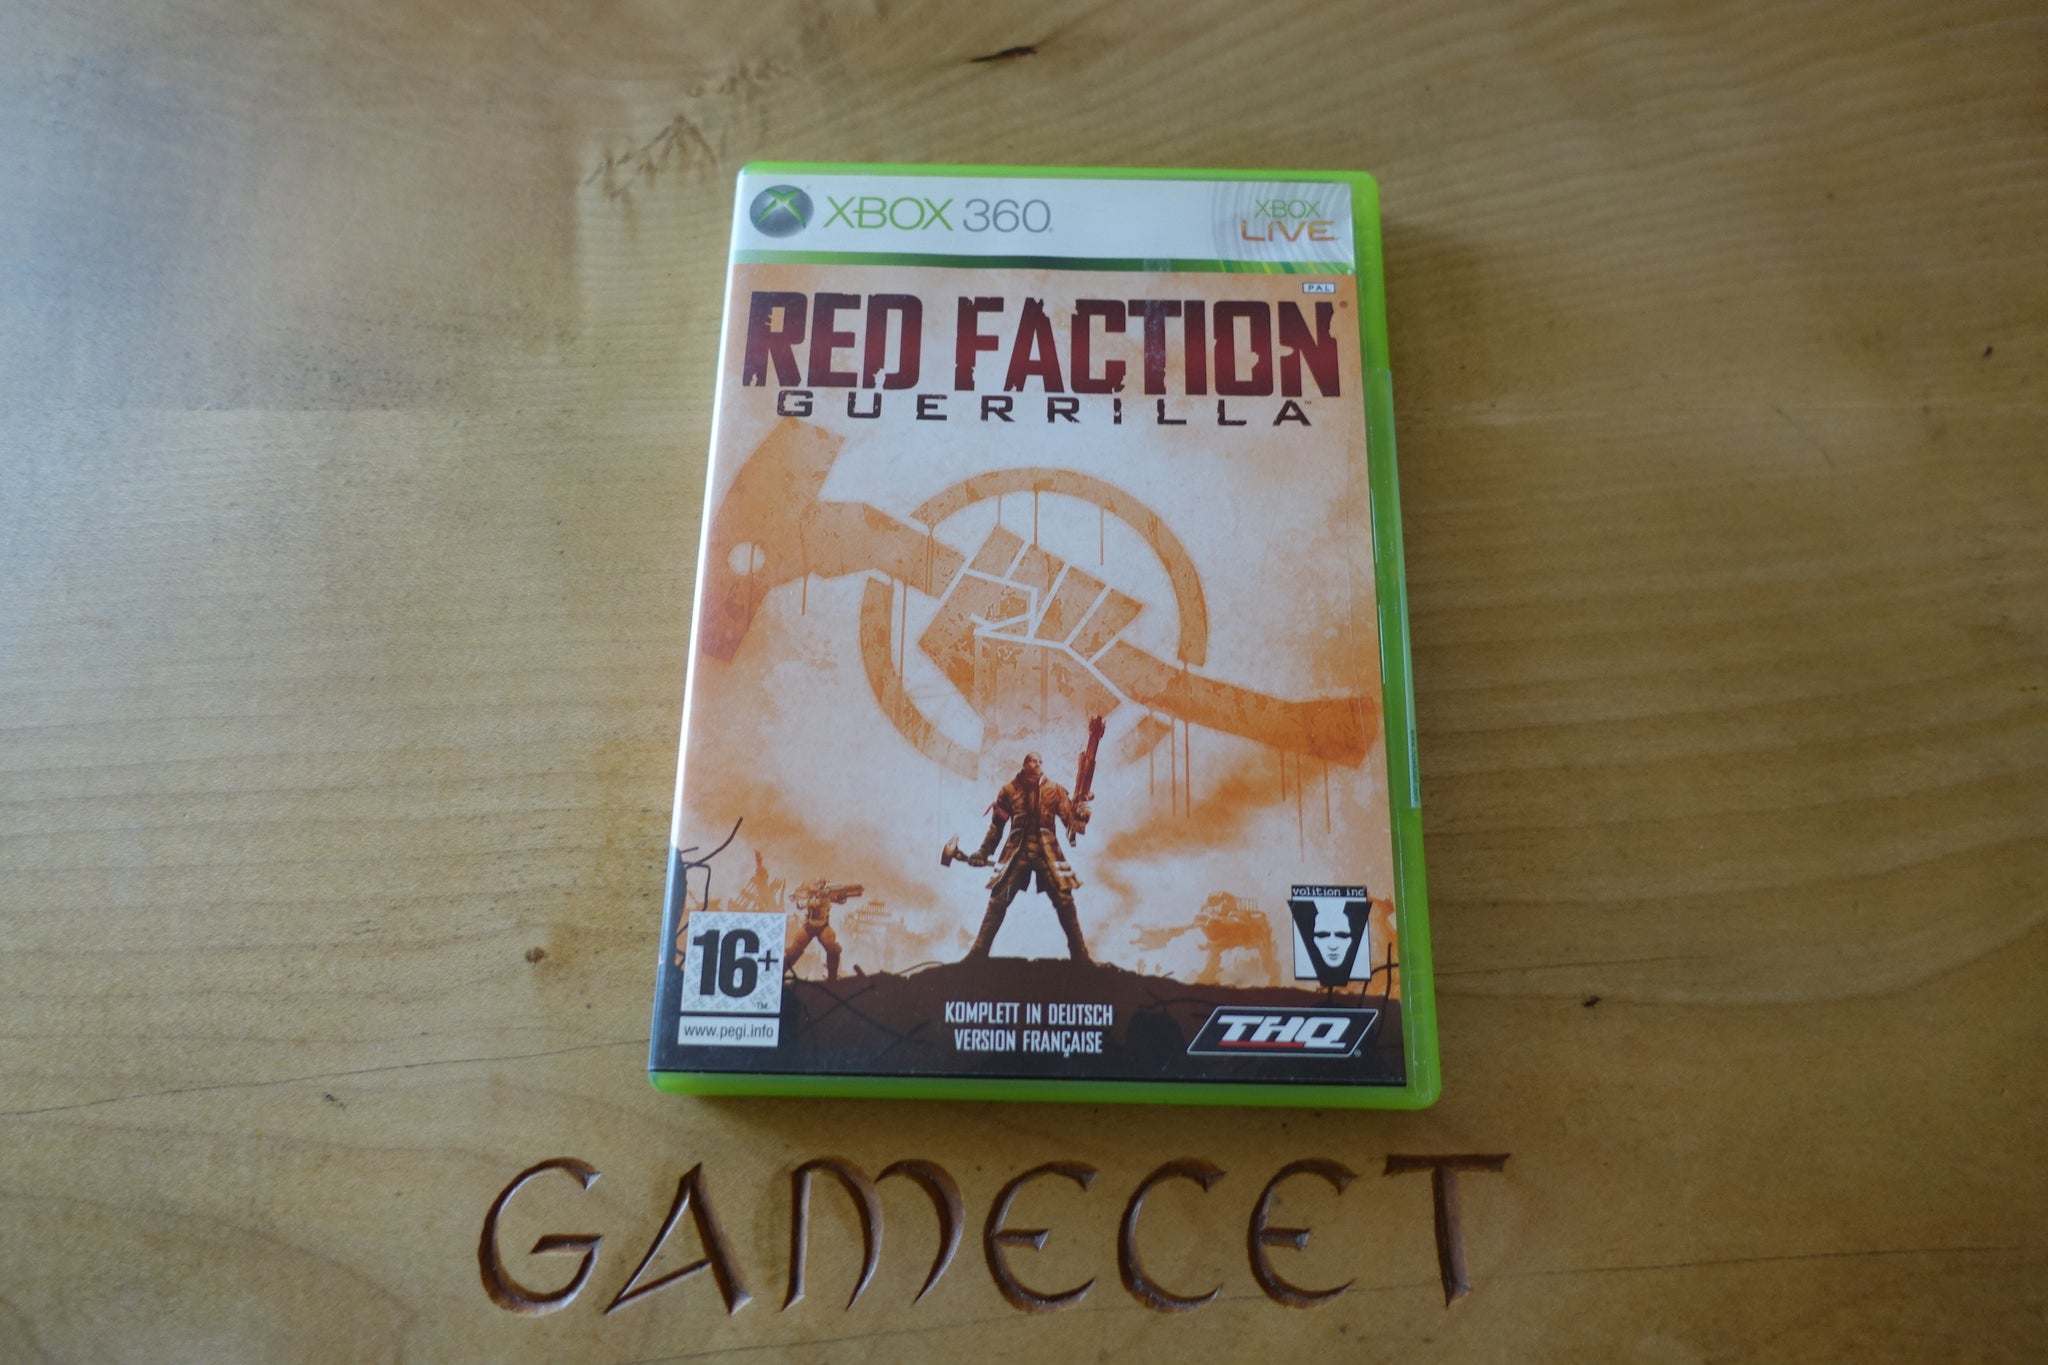 XBOX 360
XBOX
LIVE
PAL
RED FACTION
GUERRILLA™
volition inc
16+
www.pegi.info
KOMPLETT IN DEUTSCH
VERSION FRANÇAISE
THQ
GAMECET